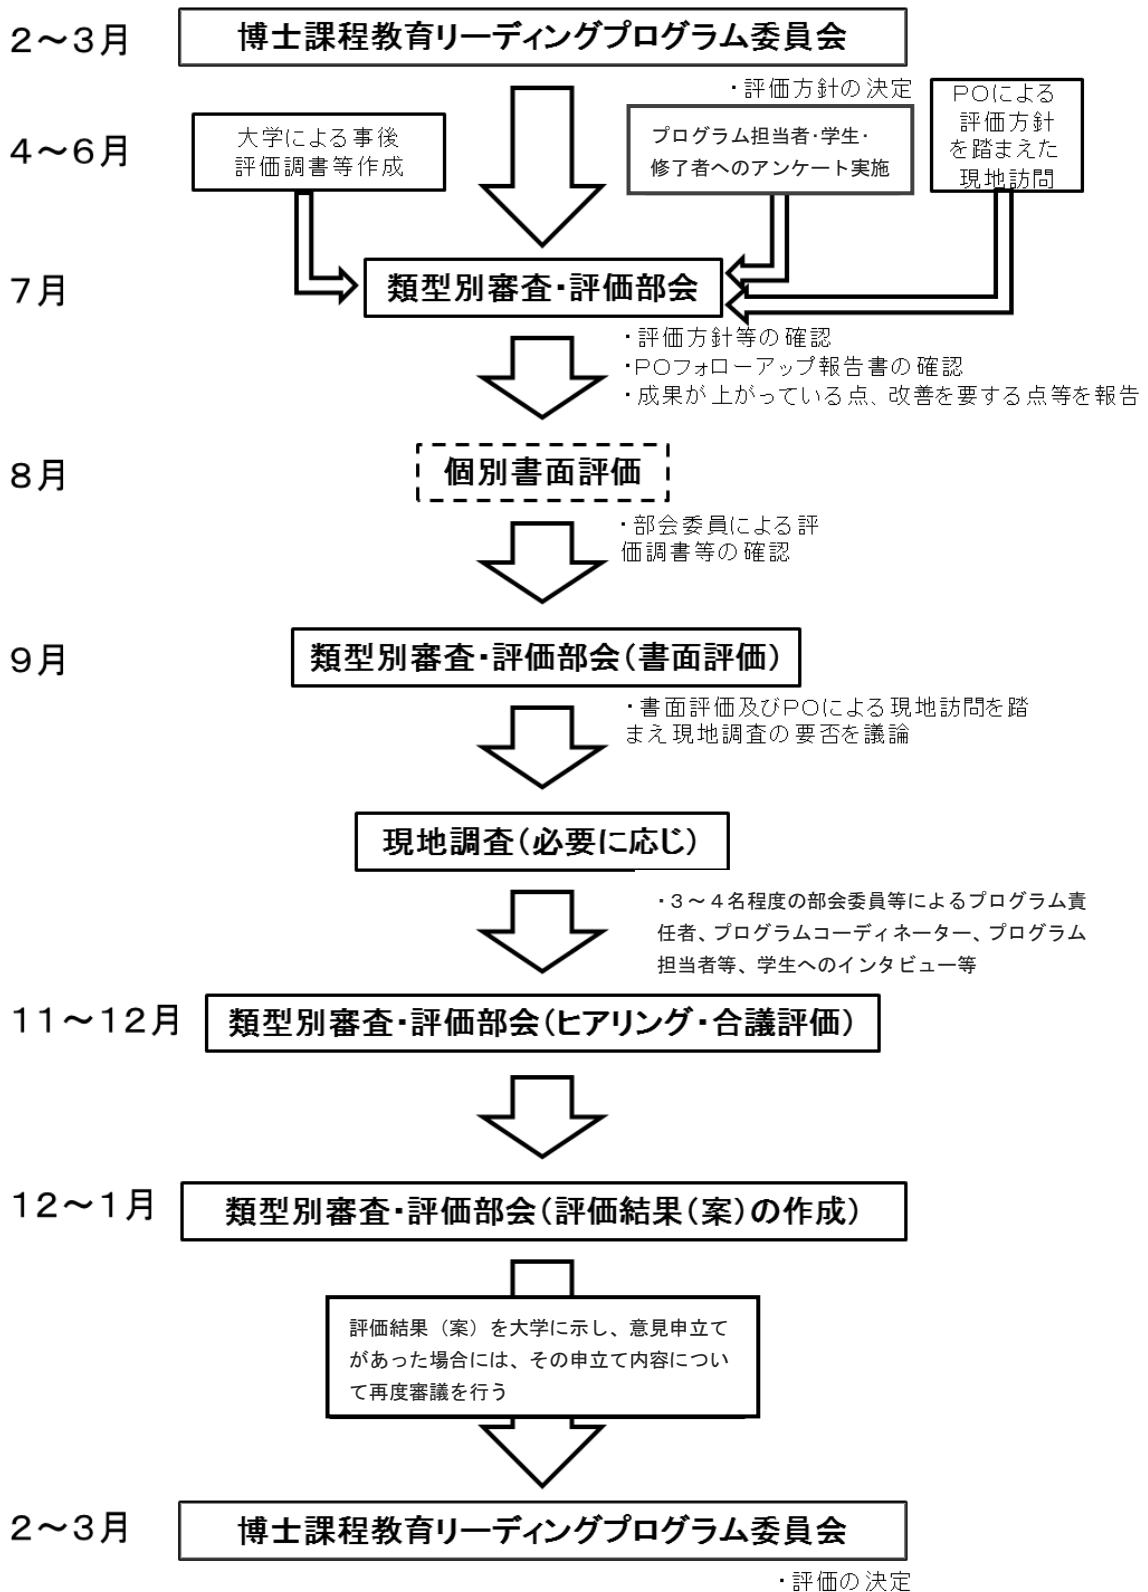 2～3月
博士課程教育リーディングプログラム委員会
・評価方針の決定
4～6月
大学による事後
評価調書等作成
プログラム担当者・学生・
修了者へのアンケート実施
POによる
評価方針
を踏まえた
現地訪問
7月
類型別審査・評価部会
・評価方針等の確認
・POフォローアップ報告書の確認
・成果が上がっている点、改善を要する点等を報告
8月
個別書面評価
・部会委員による評
価調書等の確認
9月
類型別審査・評価部会（書面評価）
・書面評価及びPOによる現地訪問を踏
まえ現地調査の要否を議論
現地調査（必要に応じ）
・３～４名程度の部会委員等によるプログラム責
任者、プログラムコーディネーター、プログラム
担当者等、学生へのインタビュー等
11～12月
類型別審査・評価部会（ヒアリング・合議評価）
12～1月
類型別審査・評価部会（評価結果（案）の作成）
評価結果（案）を大学に示し、意見申立て
があった場合には、その申立て内容につい
て再度審議を行う
2～3月
博士課程教育リーディングプログラム委員会
・評価の決定